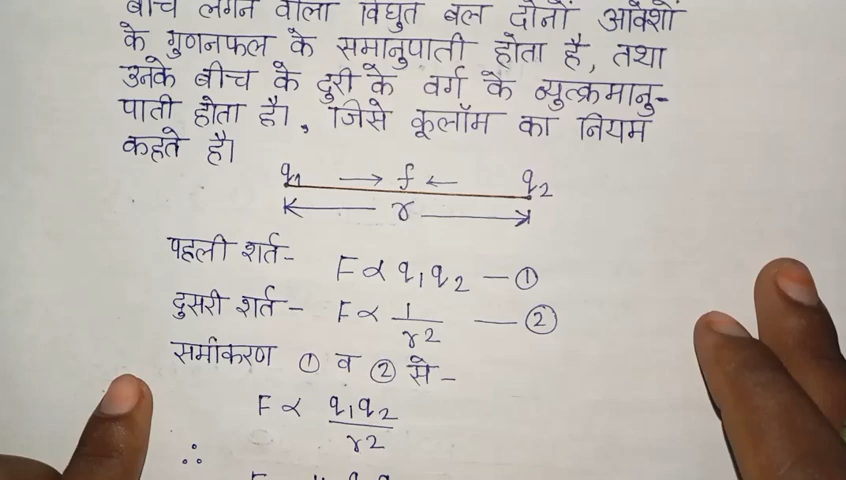 बीच लगने वाला विद्युत बल दोनों आवेशों
के गुणनफल के समानुपाती होता है, तथा
उनके बीच के दुरी के वर्ग के व्युत्क्रमानु-
पाती होता है।, जिसे कूलॉम का नियम
कहते है।
q1 → f ← q2
r
पहली शर्त- F ∝ q1q2 — ①
दुसरी शर्त- F ∝ 1/r2 — ②
समीकरण ① व ② से-
F ∝ q1q2/r2
∴